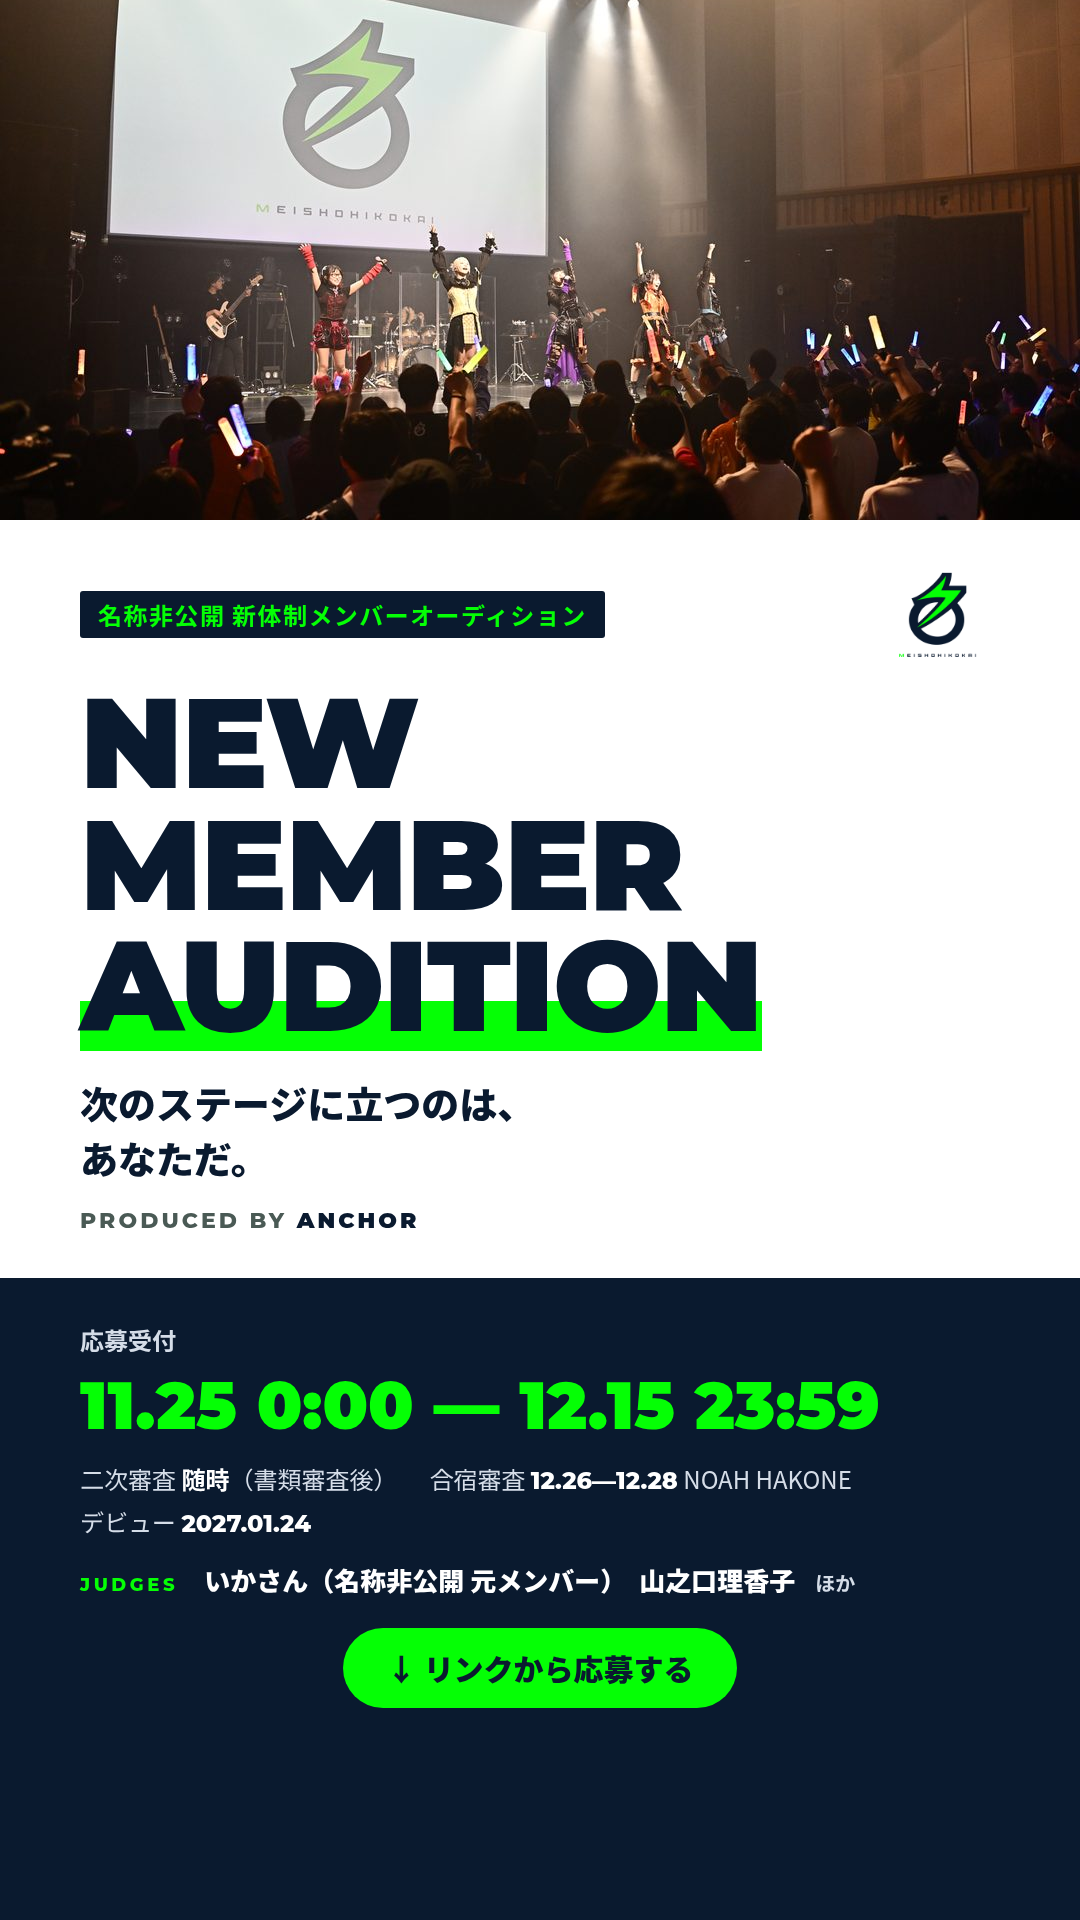 MEISHOHIKOKAI
名称非公開 新体制メンバーオーディション
MEISHOHIKOKAI
NEW
MEMBER
AUDITION
次のステージに立つのは、
あなただ。
PRODUCED BY ANCHOR
応募受付
11.25 0:00 — 12.15 23:59
二次審査 随時（書類審査後） 合宿審査 12.26—12.28 NOAH HAKONE
デビュー 2027.01.24
JUDGES いかさん（名称非公開 元メンバー） 山之口理香子 ほか
↓ リンクから応募する